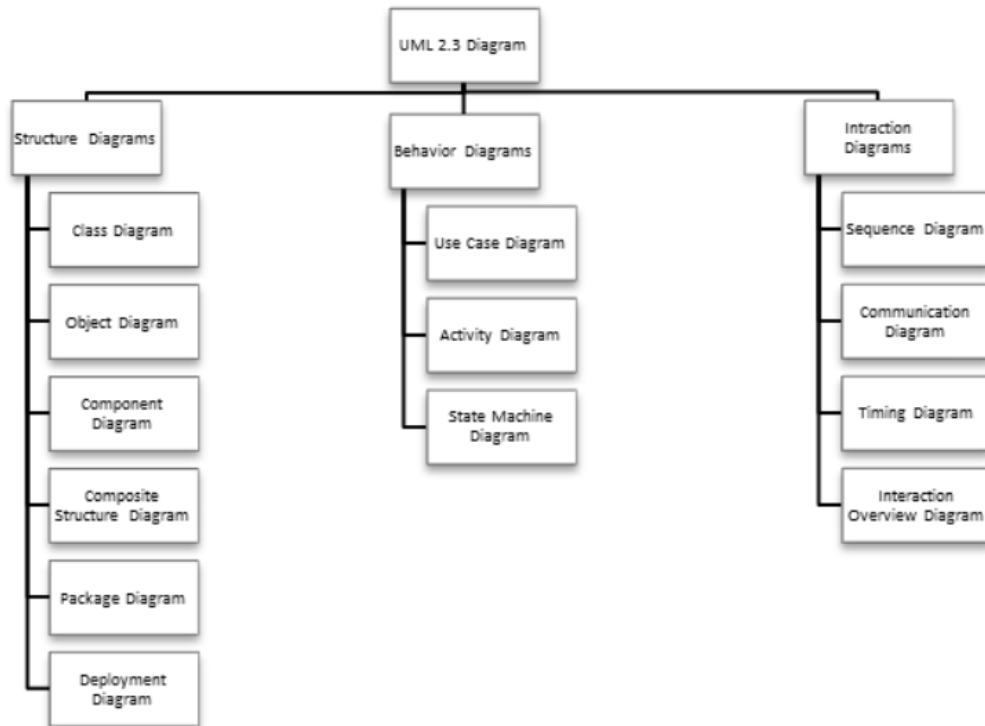 UML 2.3 Diagram
Structure Diagrams
Class Diagram
Object Diagram
Component
Diagram
Composite
Structure Diagram
Package Diagram
Deployment
Diagram
Behavior Diagrams
Use Case Diagram
Activity Diagram
State Machine
Diagram
Intraction
Diagrams
Sequence Diagram
Communication
Diagram
Timing Diagram
Interaction
Overview Diagram